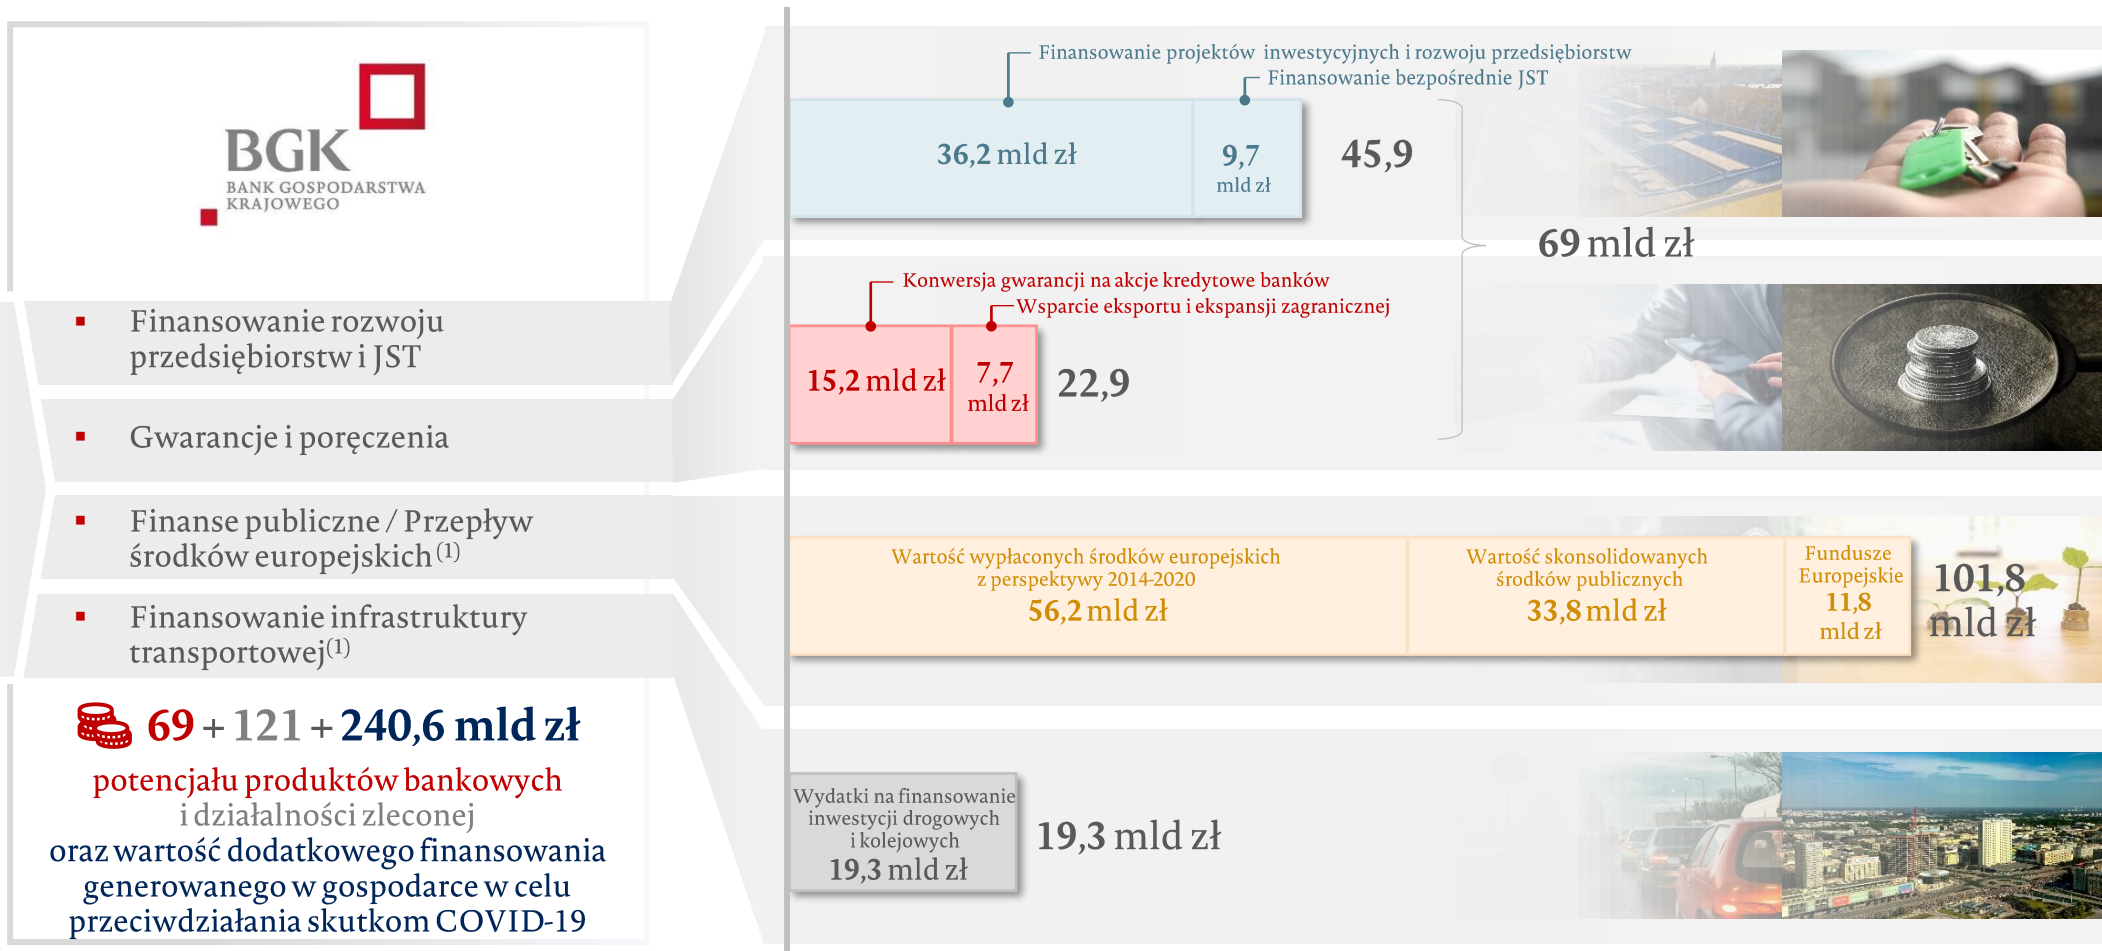 BGK
BANK GOSPODARSTWA
KRAJOWEGO
▪ Finansowanie rozwoju
przedsiębiorstw i JST
▪ Gwarancje i poręczenia
▪ Finanse publiczne / Przepływ
środków europejskich (1)
▪ Finansowanie infrastruktury
transportowej(1)
69 + 121 + 240,6 mld zł
potencjału produktów bankowych
i działalności zleconej
oraz wartość dodatkowego finansowania
generowanego w gospodarce w celu
przeciwdziałania skutkom COVID-19
Finansowanie projektów inwestycyjnych i rozwoju przedsiębiorstw
Finansowanie bezpośrednie JST
36,2 mld zł
9,7
mld zł
45,9
69 mld zł
Konwersja gwarancji na akcje kredytowe banków
Wsparcie eksportu i ekspansji zagranicznej
15,2 mld zł
7,7
mld zł
22,9
Wartość wypłaconych środków europejskich
z perspektywy 2014-2020
56,2 mld zł
Wartość skonsolidowanych
środków publicznych
33,8 mld zł
Fundusze
Europejskie
11,8
mld zł
101,8
mld zł
Wydatki na finansowanie
inwestycji drogowych
i kolejowych
19,3 mld zł
19,3 mld zł